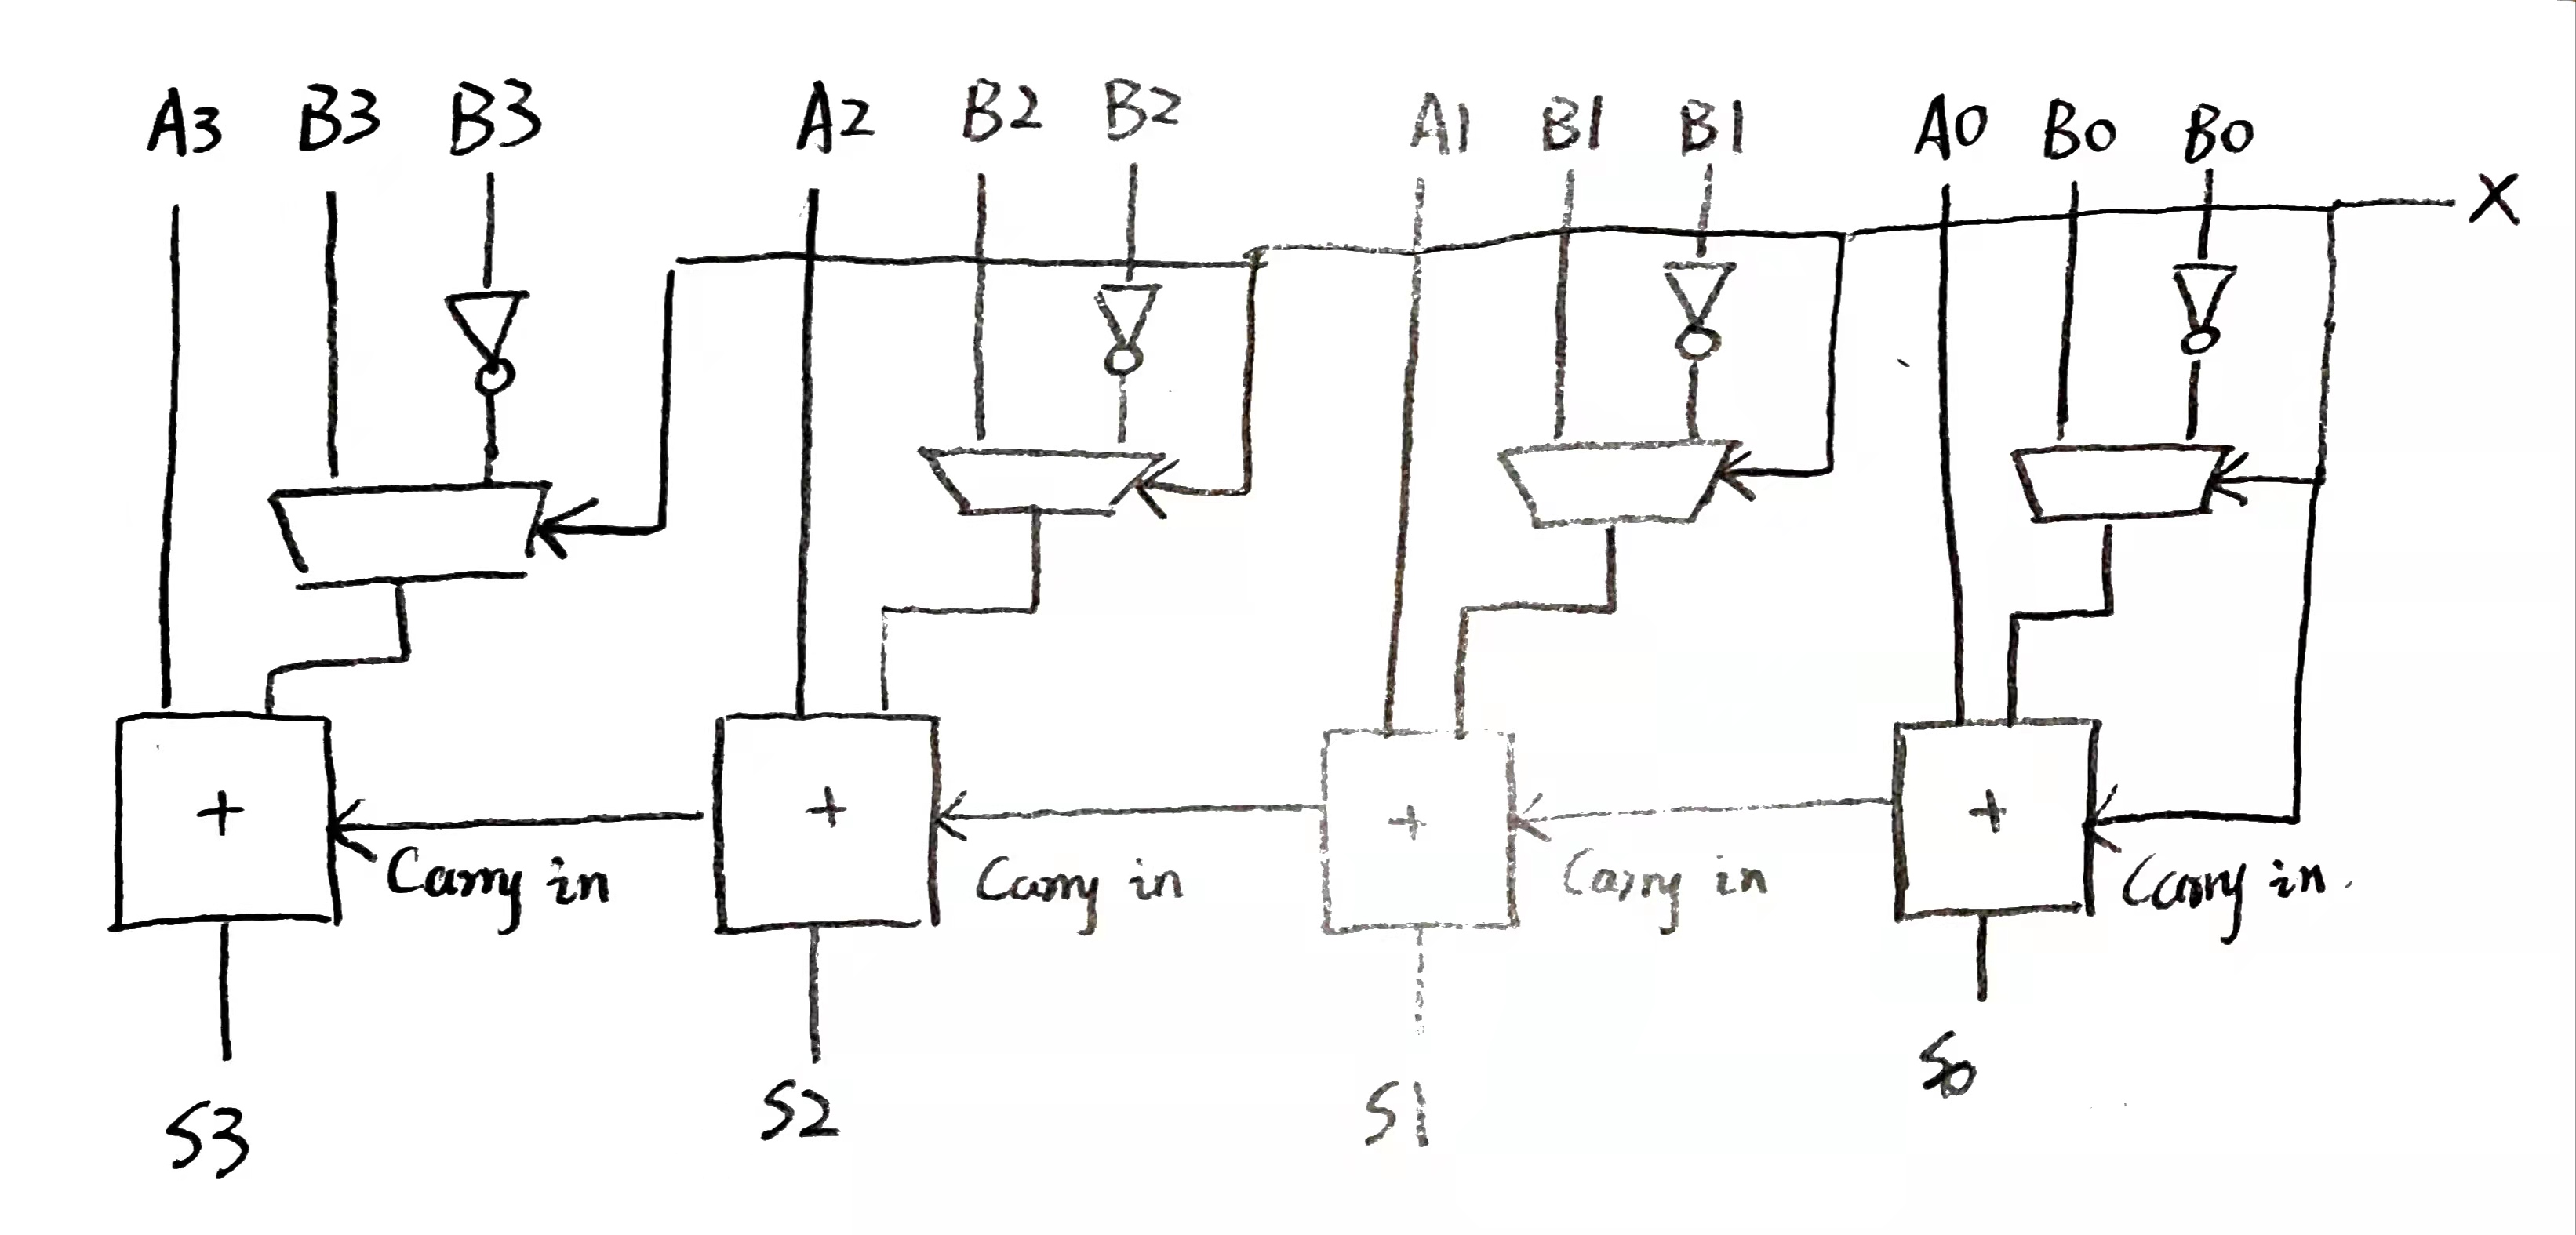 A3 B3 B3 A2 B2 B2 A1 B1 B1 A0 B0 B0
X
+ + + +
Carry in Carry in Carry in Carry in.
S3 S2 S1 S0